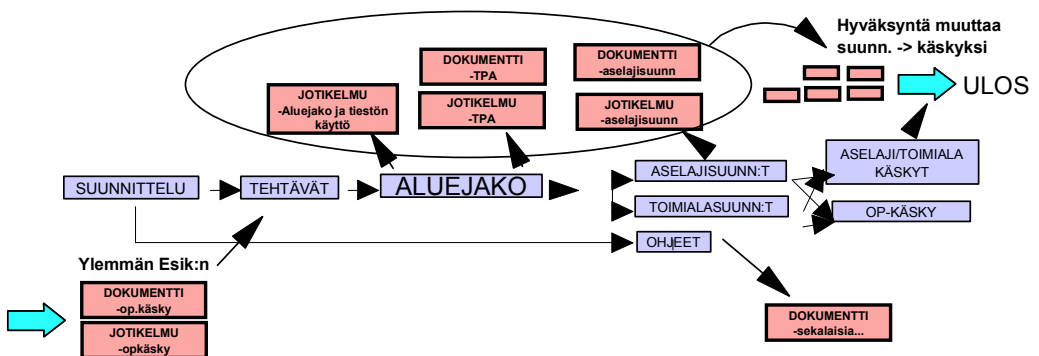 Hyväksyntä muuttaa
suunn. -> käskyksi
ULOS
DOKUMENTTI
-TPA
DOKUMENTTI
-aselajisuunn
JOTIKELMU
-Aluejako ja tiestön
käyttö
JOTIKELMU
-TPA
JOTIKELMU
-aselajisuunn
SUUNNITTELU
TEHTÄVÄT
ALUEJAKO
ASELAJISUUNN:T
TOIMIALASUUNN:T
OHJEET
ASELAJI/TOIMIALA
KÄSKYT
OP-KÄSKY
Ylemmän Esik:n
DOKUMENTTI
-op.käsky
JOTIKELMU
-opkäsky
DOKUMENTTI
-sekalaisia...